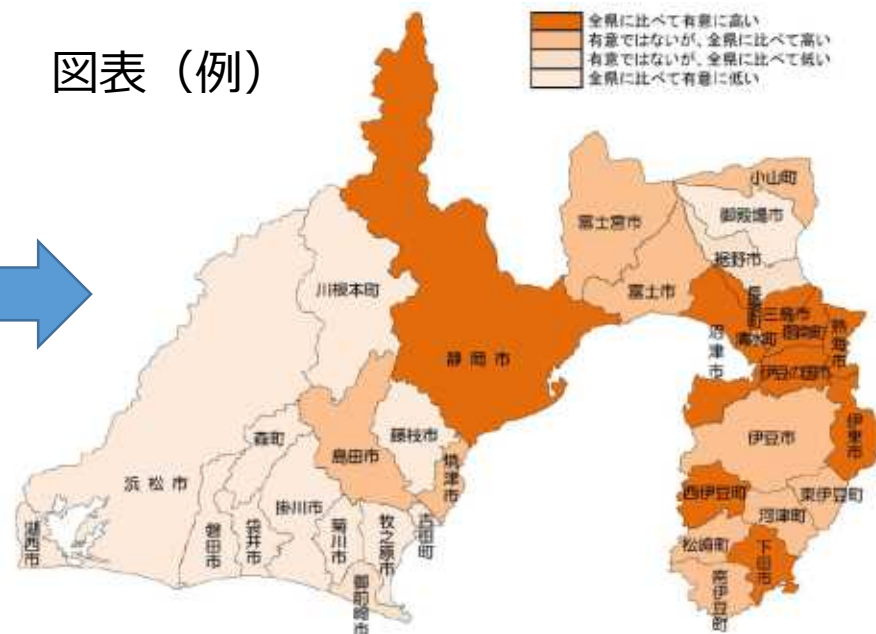 図表（例）
全県に比べて有意に高い
有意ではないが、全県に比べて高い
有意ではないが、全県に比べて低い
全県に比べて有意に低い
小山町
御殿場市
富士宮市
裾野市
富士市
長泉町
三島市
函南町
熱海市
清水町
沼津市
伊豆の国市
川根本町
静岡市
伊東市
伊豆市
藤枝市
森町
島田市
焼津市
浜松市
掛川市
西伊豆町
東伊豆町
河津町
湖西市
磐田市
袋井市
菊川市
牧之原市
吉田町
御前崎市
松崎町
下田市
南伊豆町